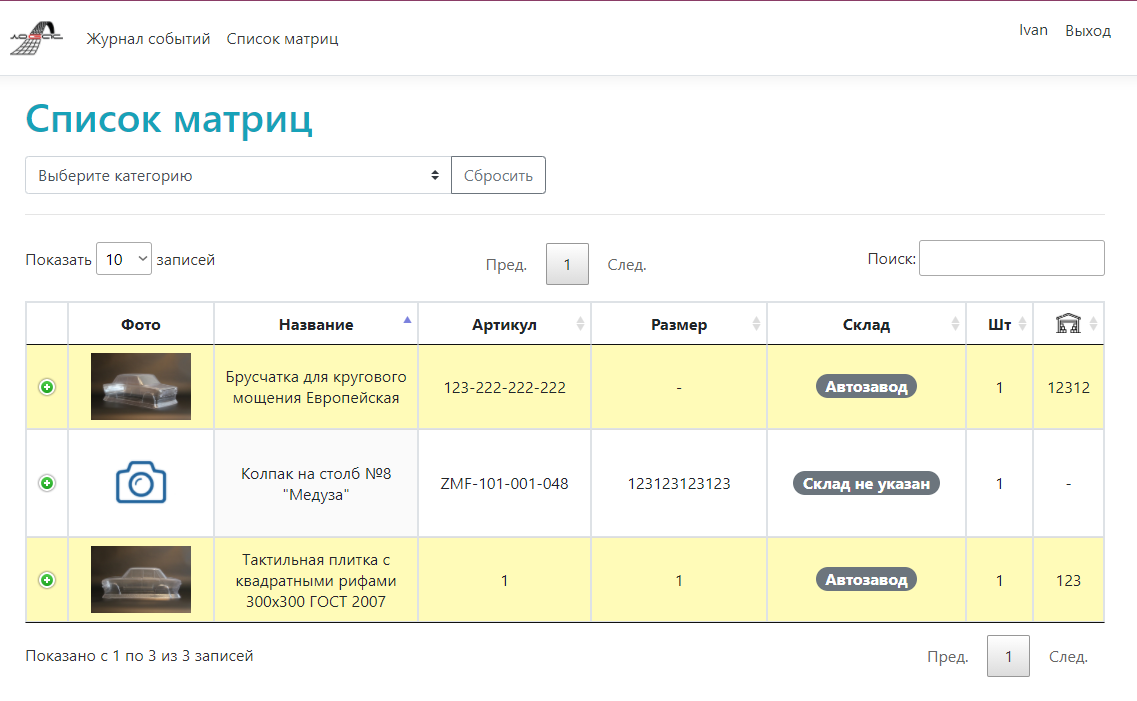 Журнал событий Список матриц Ivan Выход
Список матриц
Выберите категорию Сбросить
Показать 10 записей Пред. 1 След. Поиск:
Фото Название Артикул Размер Склад Шт
Брусчатка для кругового
мощения Европейская
123-222-222-222 - Автозавод 1 12312
Колпак на столб №8
"Медуза"
ZMF-101-001-048 123123123123 Склад не указан 1 -
Тактильная плитка с
квадратными рифами
300х300 ГОСТ 2007
1 1 Автозавод 1 123
Показано с 1 по 3 из 3 записей Пред. 1 След.